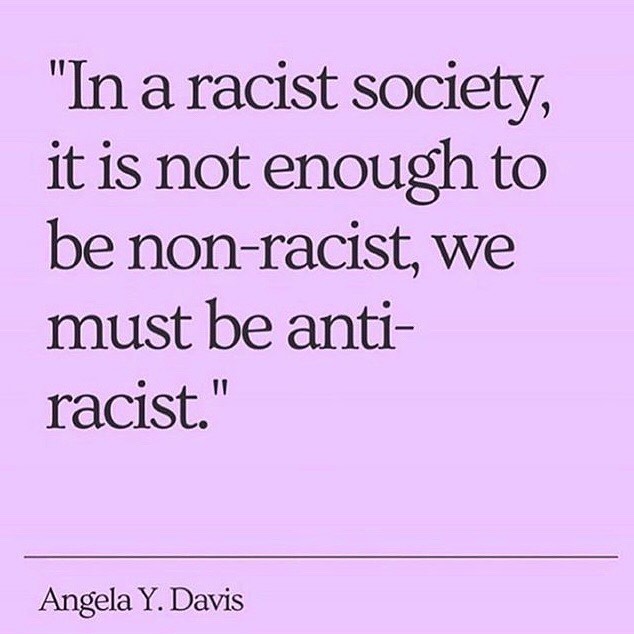 "In a racist society,
it is not enough to
be non-racist, we
must be anti-
racist."
Angela Y. Davis